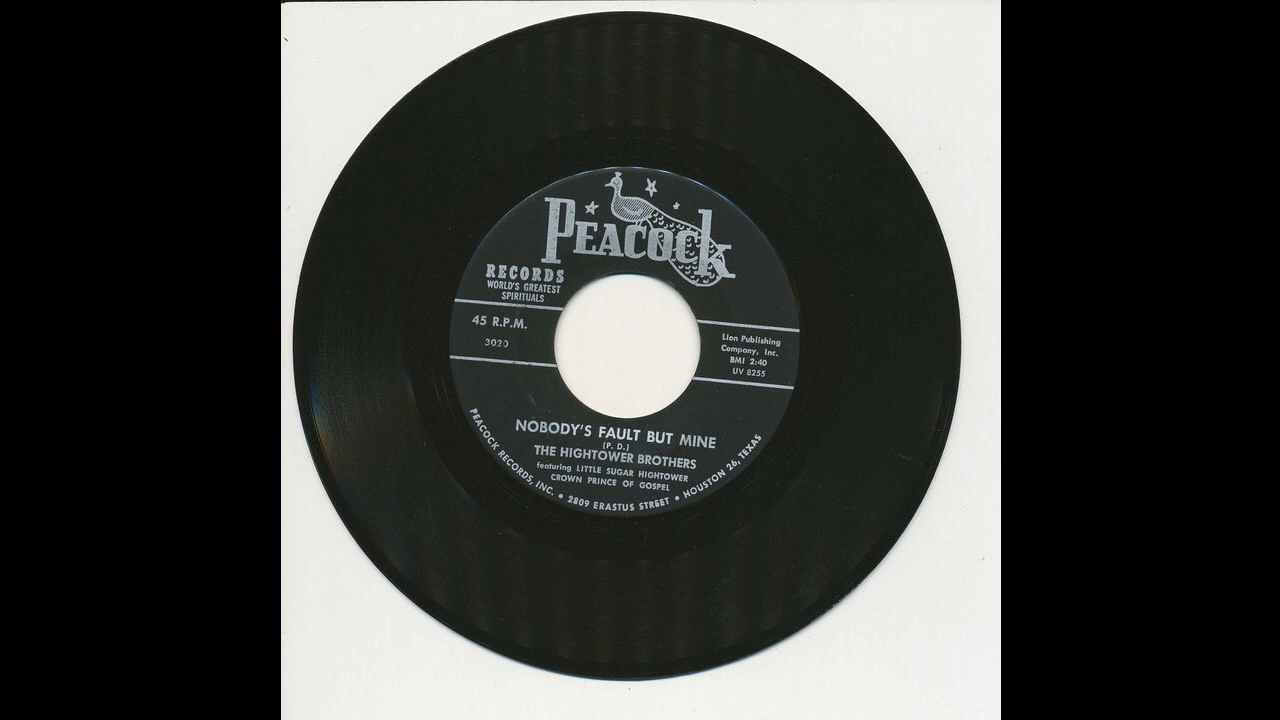 PEACOCK
RECORDS
WORLD'S GREATEST
SPIRITUALS
45 R.P.M.
3020
Lion Publishing
Company, Inc.
BMI 2:40
UV 8255
NOBODY'S FAULT BUT MINE
(P. D.)
THE HIGHTOWER BROTHERS
featuring LITTLE SUGAR HIGHTOWER
CROWN PRINCE OF GOSPEL
PEACOCK RECORDS, INC. • 2809 ERASTUS STREET • HOUSTON 26, TEXAS